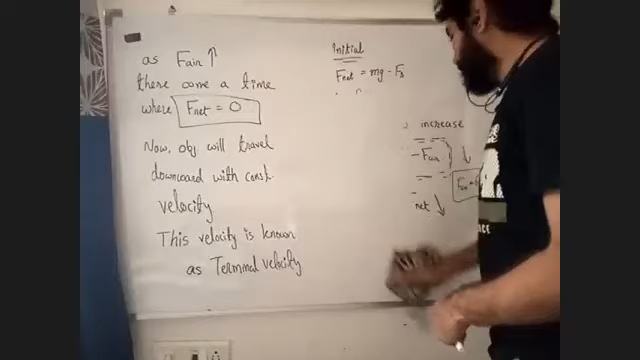 as Fair ↑
there come a time
where Fnet = 0
Now, obj will travel
downward with const.
velocity
This velocity is known
as Terminal velocity
Initial
Fnet = mg - FB
increase
- Fair ↓
net ↓